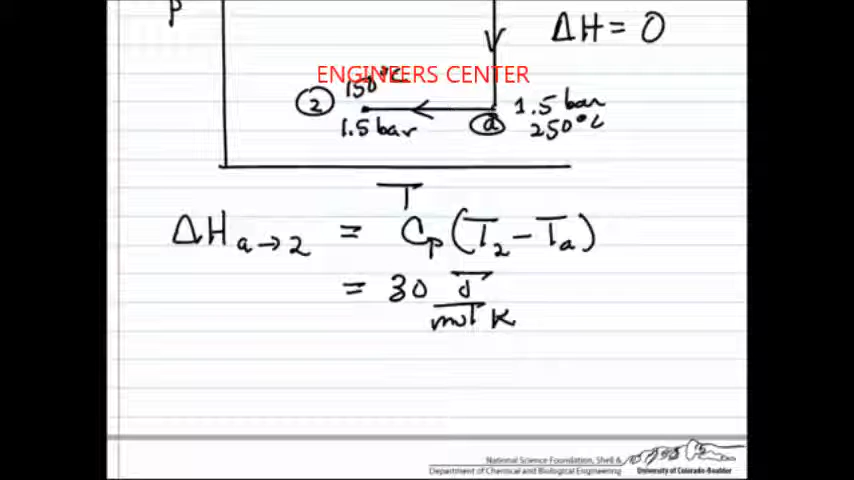 P
ΔH = 0
ENGINEERS CENTER
150°C
2
1.5 bar
a
1.5 bar
250°C
T
ΔH a→2 = Cp (T2 - Ta)
= 30 J
mol K
National Science Foundation, Shell &
Department of Chemical and Biological Engineering
University of Colorado-Boulder